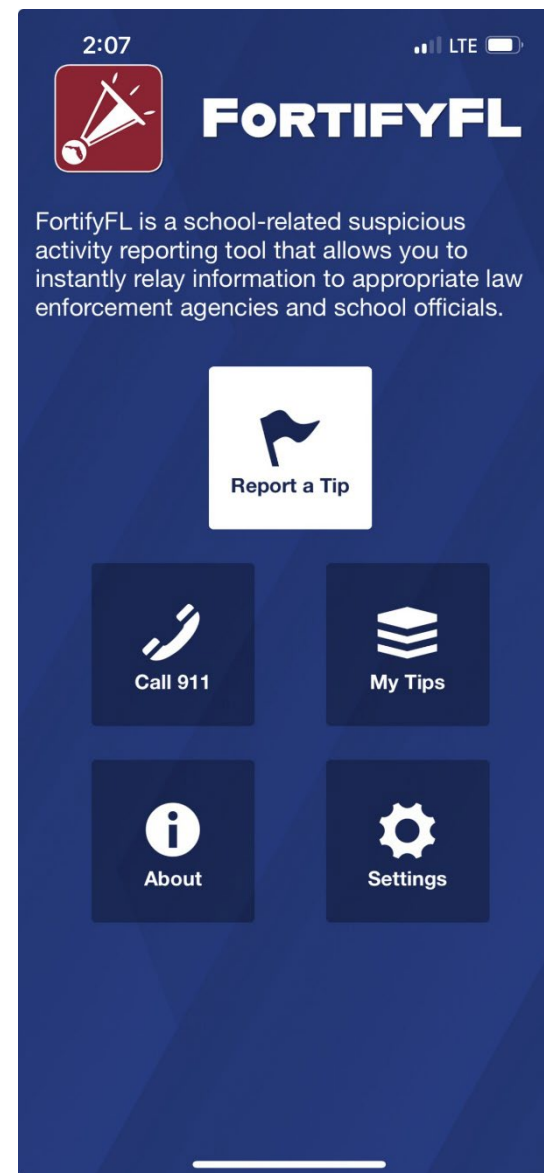 2:07
LTE
FORTIFYFL
FortifyFL is a school-related suspicious
activity reporting tool that allows you to
instantly relay information to appropriate law
enforcement agencies and school officials.
Report a Tip
Call 911
My Tips
About
Settings